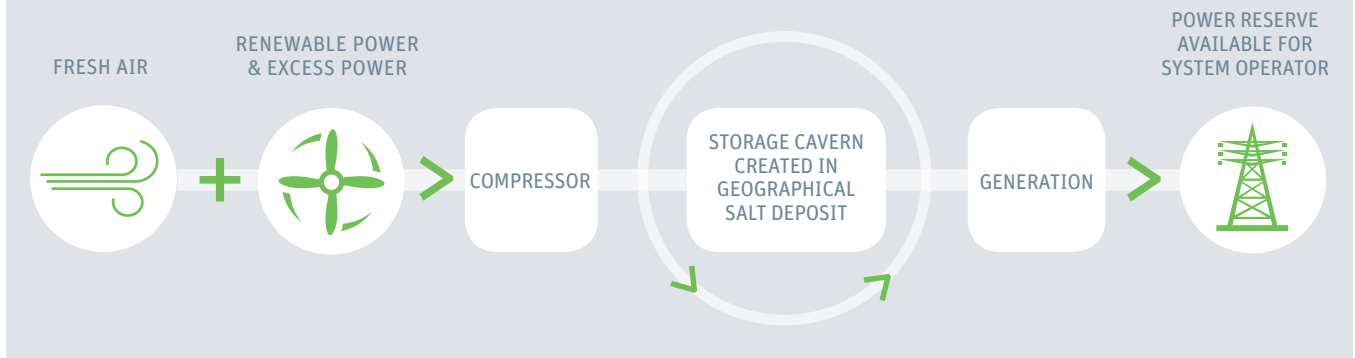 FRESH AIR
RENEWABLE POWER
& EXCESS POWER
COMPRESSOR
STORAGE CAVERN
CREATED IN
GEOGRAPHICAL
SALT DEPOSIT
GENERATION
POWER RESERVE
AVAILABLE FOR
SYSTEM OPERATOR